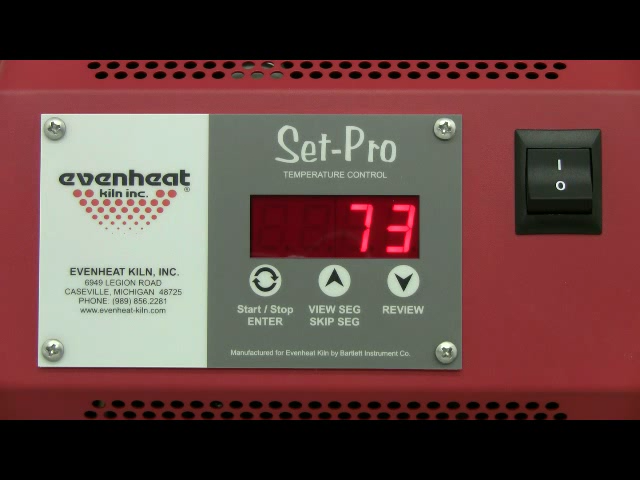 evenheat®
kiln inc.
EVENHEAT KILN, INC.
6949 LEGION ROAD
CASEVILLE, MICHIGAN 48725
PHONE: (989) 856.2281
www.evenheat-kiln.com
Set-Pro
TEMPERATURE CONTROL
73
Start / Stop
ENTER
VIEW SEG
SKIP SEG
REVIEW
Manufactured for Evenheat Kiln by Bartlett Instrument Co.
I
O